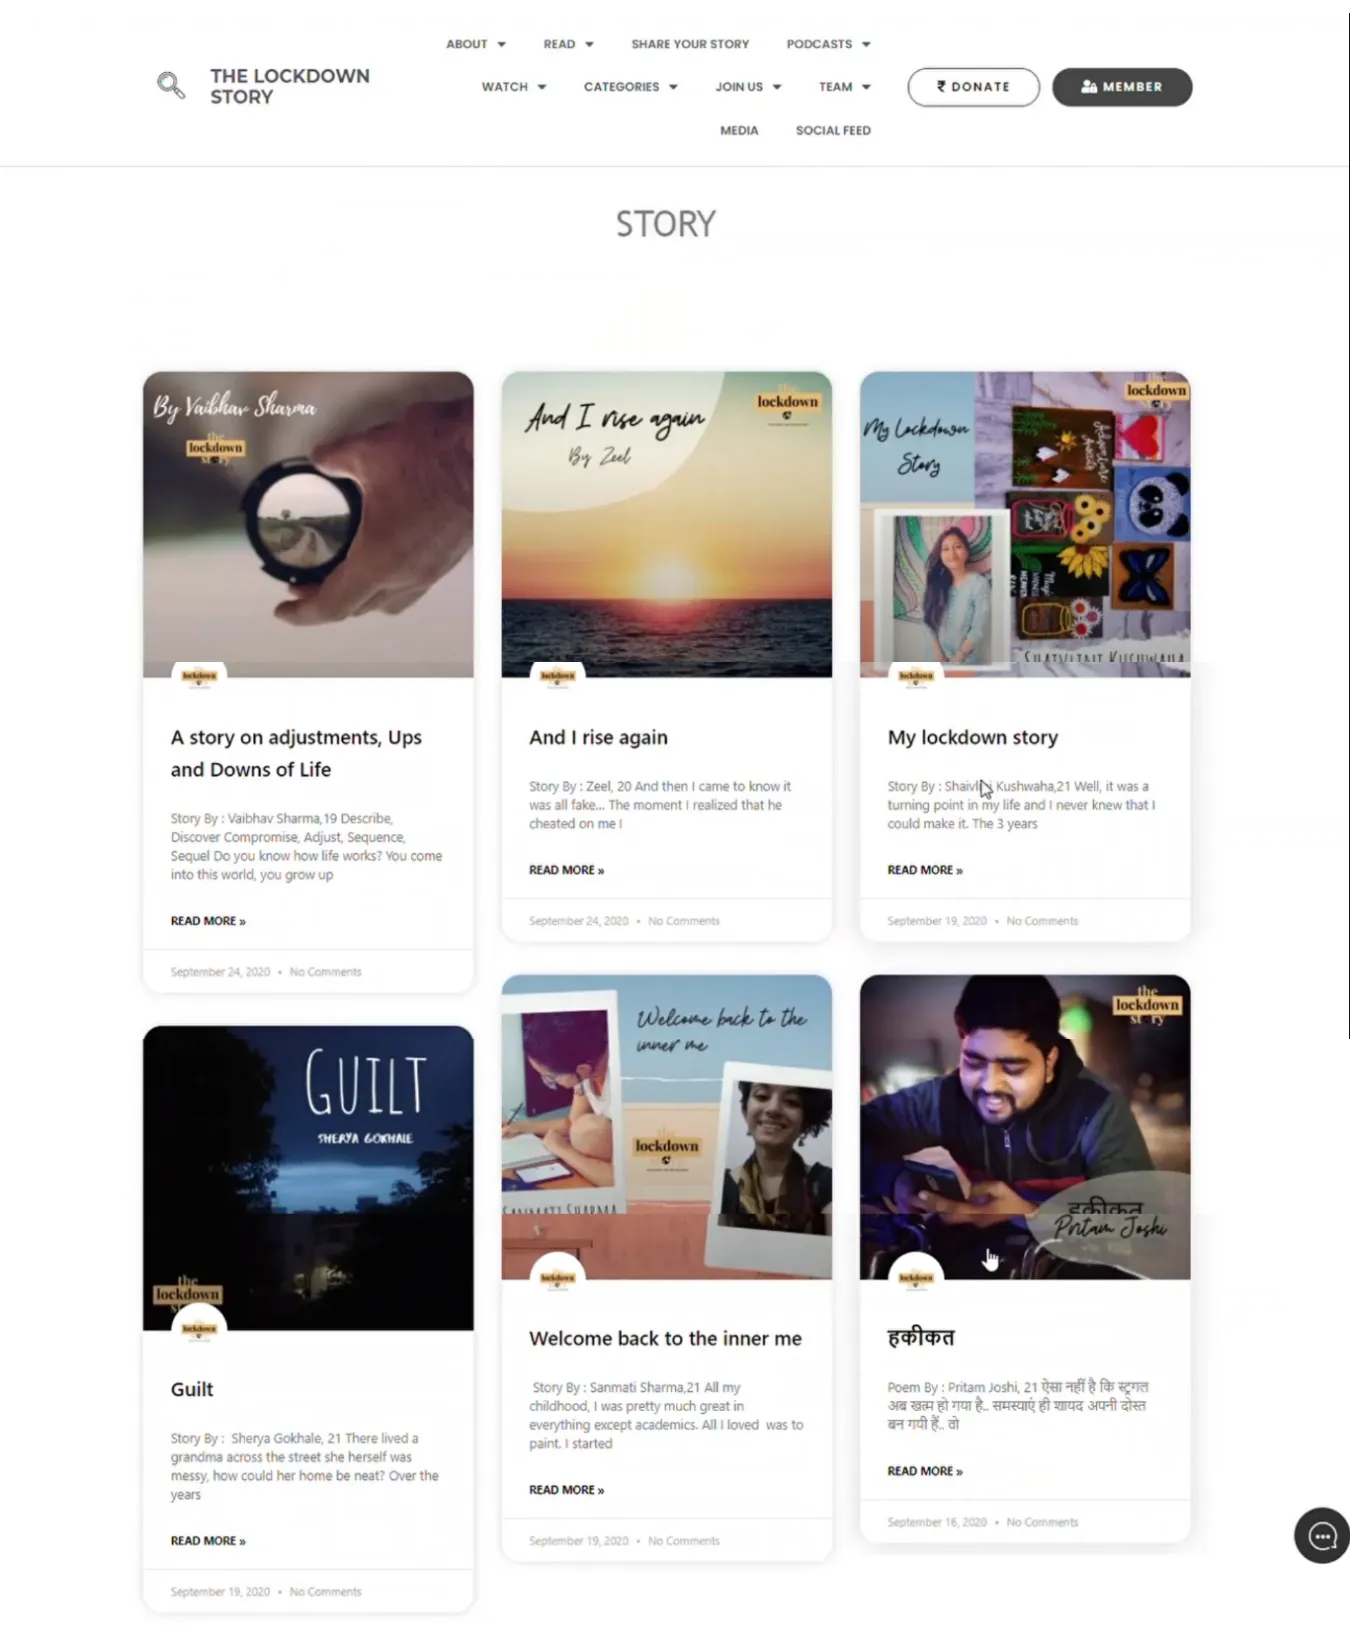 ABOUT READ SHARE YOUR STORY PODCASTS
THE LOCKDOWN
STORY
WATCH CATEGORIES JOIN US TEAM
₹ DONATE
MEMBER
MEDIA SOCIAL FEED
STORY
By Vaibhav Sharma
the
lockdown
story
lockdown
A story on adjustments, Ups
and Downs of Life
Story By : Vaibhav Sharma,19 Describe,
Discover Compromise, Adjust, Sequence,
Sequel Do you know how life works? You come
into this world, you grow up
READ MORE »
September 24, 2020 • No Comments
And I rise again
By Zeel
the
lockdown
lockdown
And I rise again
Story By : Zeel, 20 And then I came to know it
was all fake... The moment I realized that he
cheated on me I
READ MORE »
September 24, 2020 • No Comments
My Lockdown
Story
the
lockdown
SHAIVLINI KUSHWAHA
lockdown
My lockdown story
Story By : Shaivlini Kushwaha,21 Well, it was a
turning point in my life and I never knew that I
could make it. The 3 years
READ MORE »
September 19, 2020 • No Comments
GUILT
SHERYA GOKHALE
the
lockdown
lockdown
Guilt
Story By : Sherya Gokhale, 21 There lived a
grandma across the street she herself was
messy, how could her home be neat? Over the
years
READ MORE »
September 19, 2020 • No Comments
Welcome back to the
inner me
the
lockdown
SANMATI SHARMA
lockdown
Welcome back to the inner me
Story By : Sanmati Sharma,21 All my
childhood, I was pretty much great in
everything except academics. All I loved was to
paint. I started
READ MORE »
September 19, 2020 • No Comments
the
lockdown
story
हकीकत
Pritam Joshi
lockdown
हकीकत
Poem By : Pritam Joshi, 21 ऐसा नहीं है कि स्ट्रगल
अब खत्म हो गया है.. समस्याएं ही शायद अपनी दोस्त
बन गयी हैं.. वो
READ MORE »
September 16, 2020 • No Comments